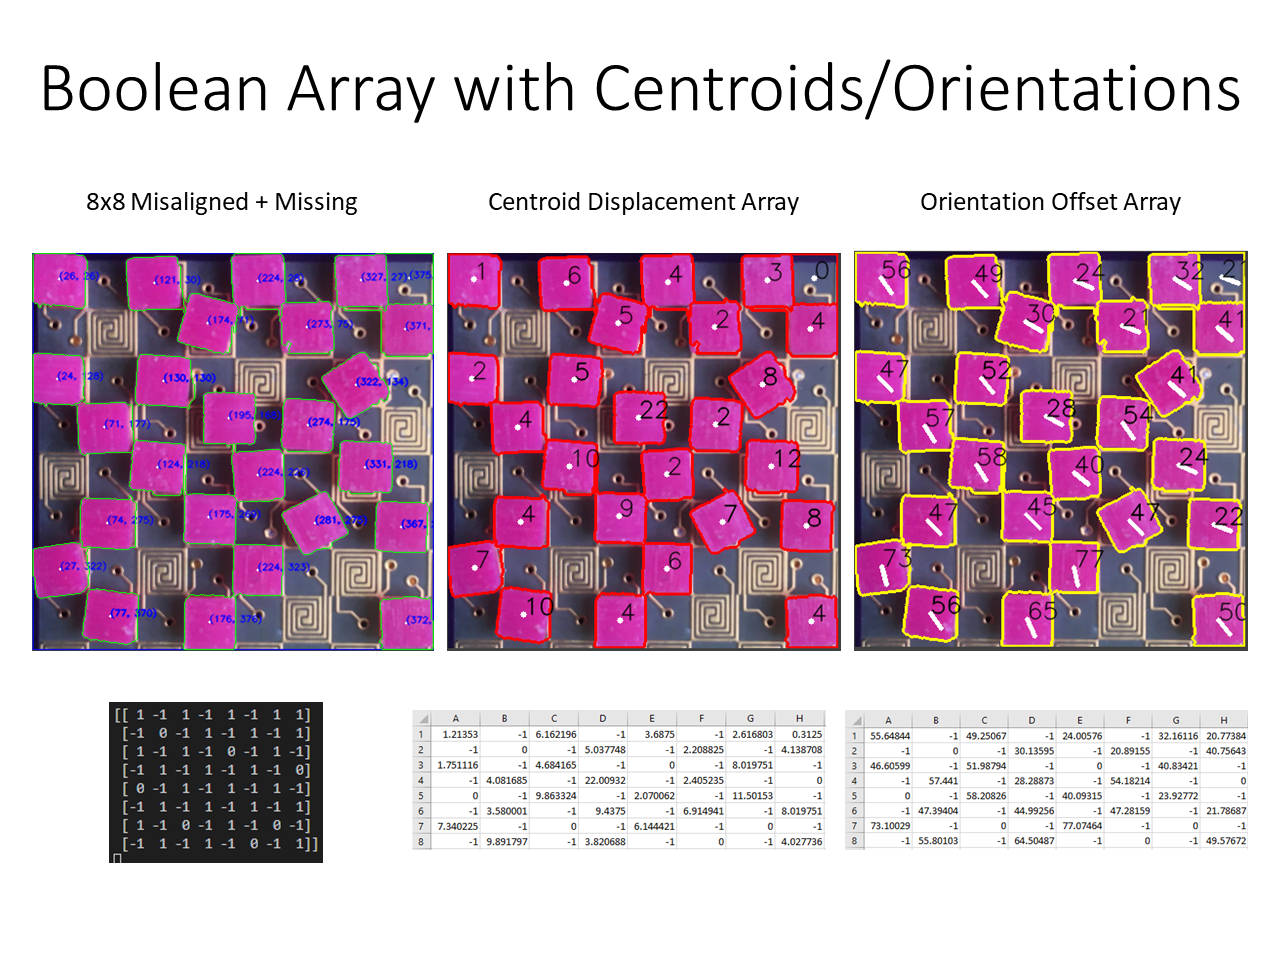 Boolean Array with Centroids/Orientations
8x8 Misaligned + Missing
Centroid Displacement Array
Orientation Offset Array
(26, 26) (121, 30) (224, 28) (327, 27) (375,
(174, 71) (273, 75) (371,
(24, 128) (130, 130) (322, 134)
(71, 177) (195, (274, 175)
(124, 218) (224, 226) (331, 218)
(74, 275) (175, (281, 275) (367,
(27, 322) (224, 323)
(77, 370) (176, 376) (372,
1 6 4 3 0
5 2 4
2 5 8
4 22 2
10 2 12
4 9 7 8
7 6
10 4 4
56 49 24 32 21
30 21 41
47 52 41
57 28 54
58 40 24
47 45 47 22
73 77
56 65 50
[[ 1 -1 1 -1 1 -1 1 1]
[-1 0 -1 1 -1 1 -1 1]
[ 1 -1 1 -1 0 -1 1 -1]
[-1 1 -1 1 -1 1 -1 0]
[ 0 -1 1 -1 1 -1 1 -1]
[-1 1 -1 1 -1 1 -1 1]
[ 1 -1 0 -1 1 -1 0 -1]
[-1 1 -1 1 -1 0 -1 1]]
A B C D E F G H
1 1.21353 -1 6.162196 -1 3.6875 -1 2.616803 0.3125
2 -1 0 -1 5.037748 -1 2.208825 -1 4.138708
3 1.751116 -1 4.684165 -1 0 -1 8.019751 -1
4 -1 4.081685 -1 22.00932 -1 2.405235 -1 0
5 0 -1 9.863324 -1 2.070062 -1 11.50153 -1
6 -1 3.580001 -1 9.4375 -1 6.914941 -1 8.019751
7 7.340225 -1 0 -1 6.144421 -1 0 -1
8 -1 9.891797 -1 3.820688 -1 0 -1 4.027736
A B C D E F G H
1 55.64844 -1 49.25067 -1 24.00576 -1 32.16116 20.77384
2 -1 0 -1 30.13595 -1 20.89155 -1 40.75643
3 46.60599 -1 51.98794 -1 0 -1 40.83421 -1
4 -1 57.441 -1 28.28873 -1 54.18214 -1 0
5 0 -1 58.20826 -1 40.09315 -1 23.92772 -1
6 -1 47.39404 -1 44.99256 -1 47.28159 -1 21.78687
7 73.10029 -1 0 -1 77.07464 -1 0 -1
8 -1 55.80103 -1 64.50487 -1 0 -1 49.57672